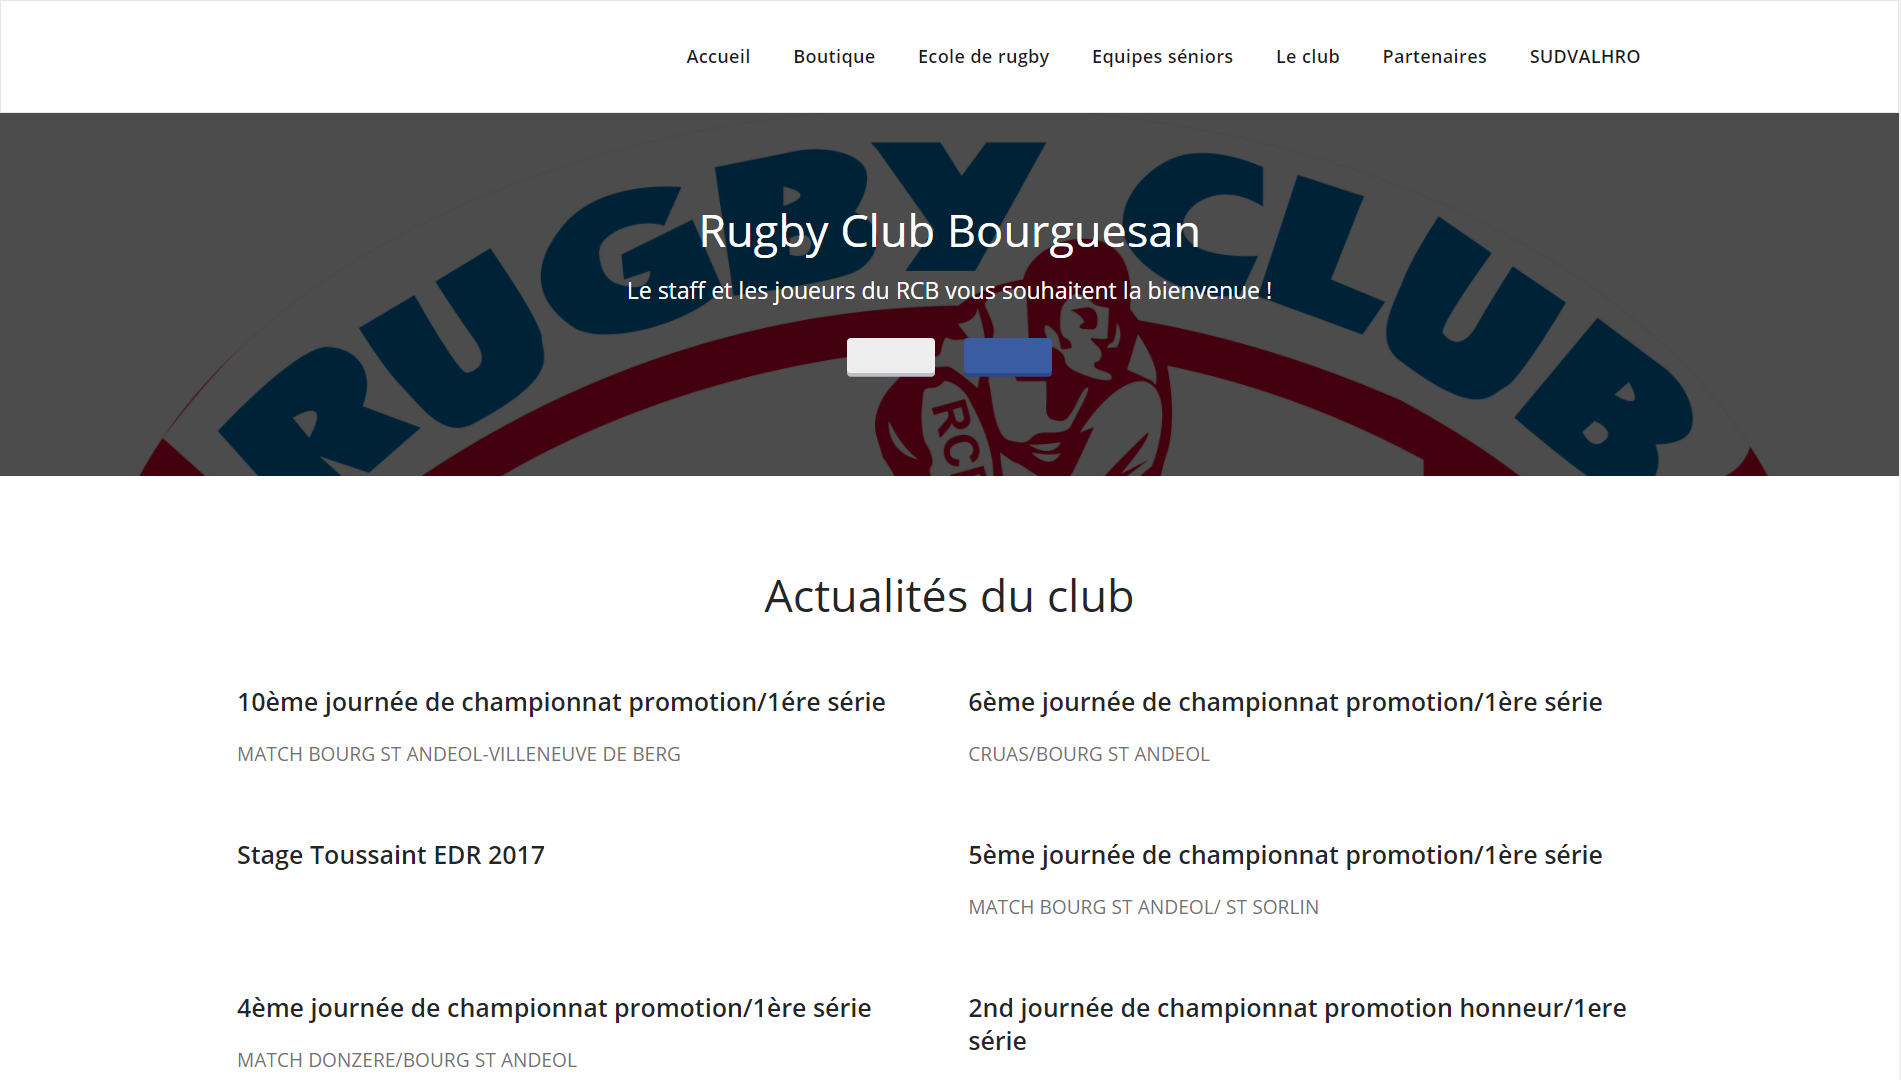 Accueil Boutique Ecole de rugby Equipes séniors Le club Partenaires SUDVALHRO
RUGBY CLUB
Rugby Club Bourguesan
Le staff et les joueurs du RCB vous souhaitent la bienvenue !
RCB
Actualités du club
10ème journée de championnat promotion/1ére série
MATCH BOURG ST ANDEOL-VILLENEUVE DE BERG
6ème journée de championnat promotion/1ère série
CRUAS/BOURG ST ANDEOL
Stage Toussaint EDR 2017
5ème journée de championnat promotion/1ère série
MATCH BOURG ST ANDEOL/ ST SORLIN
4ème journée de championnat promotion/1ère série
MATCH DONZERE/BOURG ST ANDEOL
2nd journée de championnat promotion honneur/1ere
série